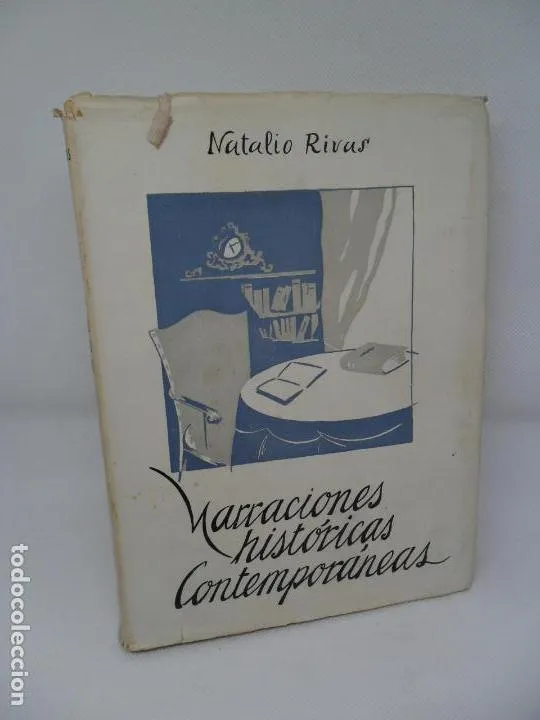 Natalio Rivas
Narraciones
históricas
Contemporáneas
todocoleccion